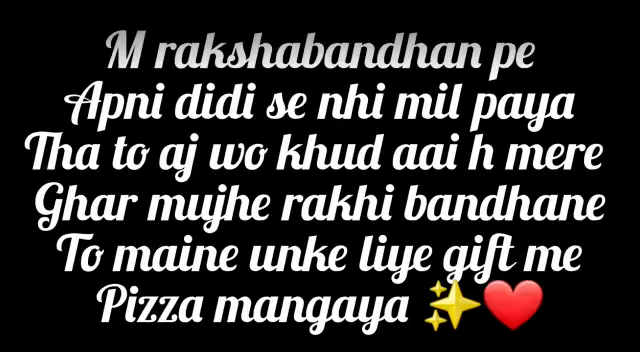 M rakshabandhan pe
Apni didi se nhi mil paya
Tha to aj wo khud aai h mere
Ghar mujhe rakhi bandhane
To maine unke liye gift me
Pizza mangaya ✨❤️